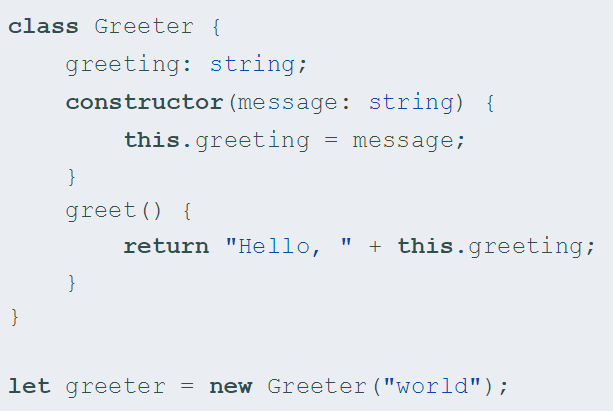 class Greeter {
    greeting: string;
    constructor(message: string) {
        this.greeting = message;
    }
    greet() {
        return "Hello, " + this.greeting;
    }
}

let greeter = new Greeter("world");